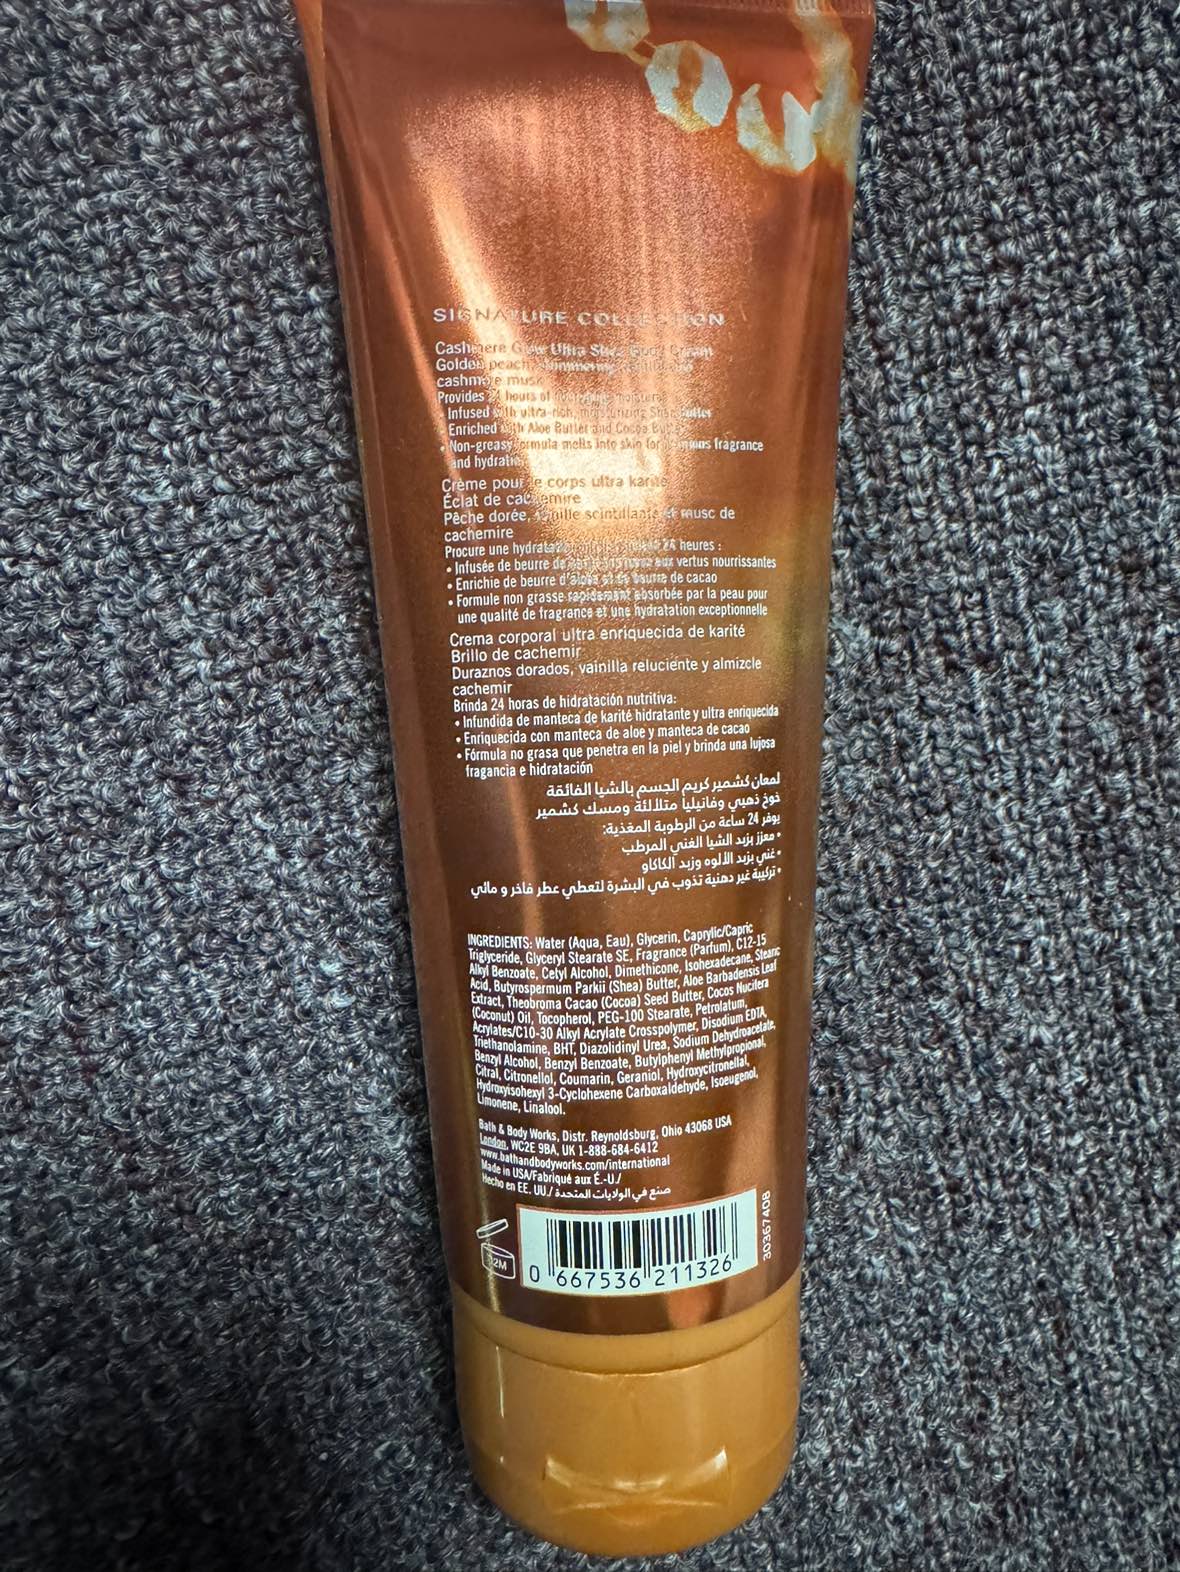 SIGNATURE COLLECTION
Cashmere Glow Ultra Shea Body Cream
Golden peach, shimmering
cashmere musk
Provides 24 hours of moisture:
• Infused with ultra-rich, moisturizing Shea Butter
• Enriched with Aloe Butter and Cocoa Butter
• Non-greasy formula melts into skin for fragrance
and hydration
Crème pour le corps ultra karité
Éclat de cachemire
Pêche dorée, vanille scintillante et musc de
cachemire
Procure une hydratation 24 heures :
• Infusée de beurre de aux vertus nourrissantes
• Enrichie de beurre d'aloès et de beurre de cacao
• Formule non grasse rapidement absorbée par la peau pour
une qualité de fragrance et une hydratation exceptionnelle
Crema corporal ultra enriquecida de karité
Brillo de cachemir
Duraznos dorados, vainilla reluciente y almizcle
cachemir
Brinda 24 horas de hidratación nutritiva:
• Infundida de manteca de karité hidratante y ultra enriquecida
• Enriquecida con manteca de aloe y manteca de cacao
• Fórmula no grasa que penetra en la piel y brinda una lujosa
fragancia e hidratación
لمعان كشمير كريم الجسم بالشيا الفائقة
خوخ ذهبي وفانيليا متلألئة ومسك كشمير
يوفر 24 ساعة من الرطوبة المغذية:
• معزز بزبد الشيا الغني المرطب
• غني بزبد الألوه وزبد الكاكاو
• تركيبة غير دهنية تذوب في البشرة لتعطي عطر فاخر و مائي
INGREDIENTS: Water (Aqua, Eau), Glycerin, Caprylic/Capric
Triglyceride, Glyceryl Stearate SE, Fragrance (Parfum), C12-15
Alkyl Benzoate, Cetyl Alcohol, Dimethicone, Isohexadecane, Stearic
Acid, Butyrospermum Parkii (Shea) Butter, Aloe Barbadensis Leaf
Extract, Theobroma Cacao (Cocoa) Seed Butter, Cocos Nucifera
(Coconut) Oil, Tocopherol, PEG-100 Stearate, Petrolatum,
Acrylates/C10-30 Alkyl Acrylate Crosspolymer, Disodium EDTA,
Triethanolamine, BHT, Diazolidinyl Urea, Sodium Dehydroacetate,
Benzyl Alcohol, Benzyl Benzoate, Butylphenyl Methylpropional,
Citral, Citronellol, Coumarin, Geraniol, Hydroxycitronellal,
Hydroxyisohexyl 3-Cyclohexene Carboxaldehyde, Isoeugenol,
Limonene, Linalool.
Bath & Body Works, Distr. Reynoldsburg, Ohio 43068 USA
London, WC2E 9BA, UK 1-888-684-6412
www.bathandbodyworks.com/international
Made in USA/Fabriqué aux É.-U./
Hecho en EE. UU./ صنع في الولايات المتحدة
12M
0 667536 211326
30367408